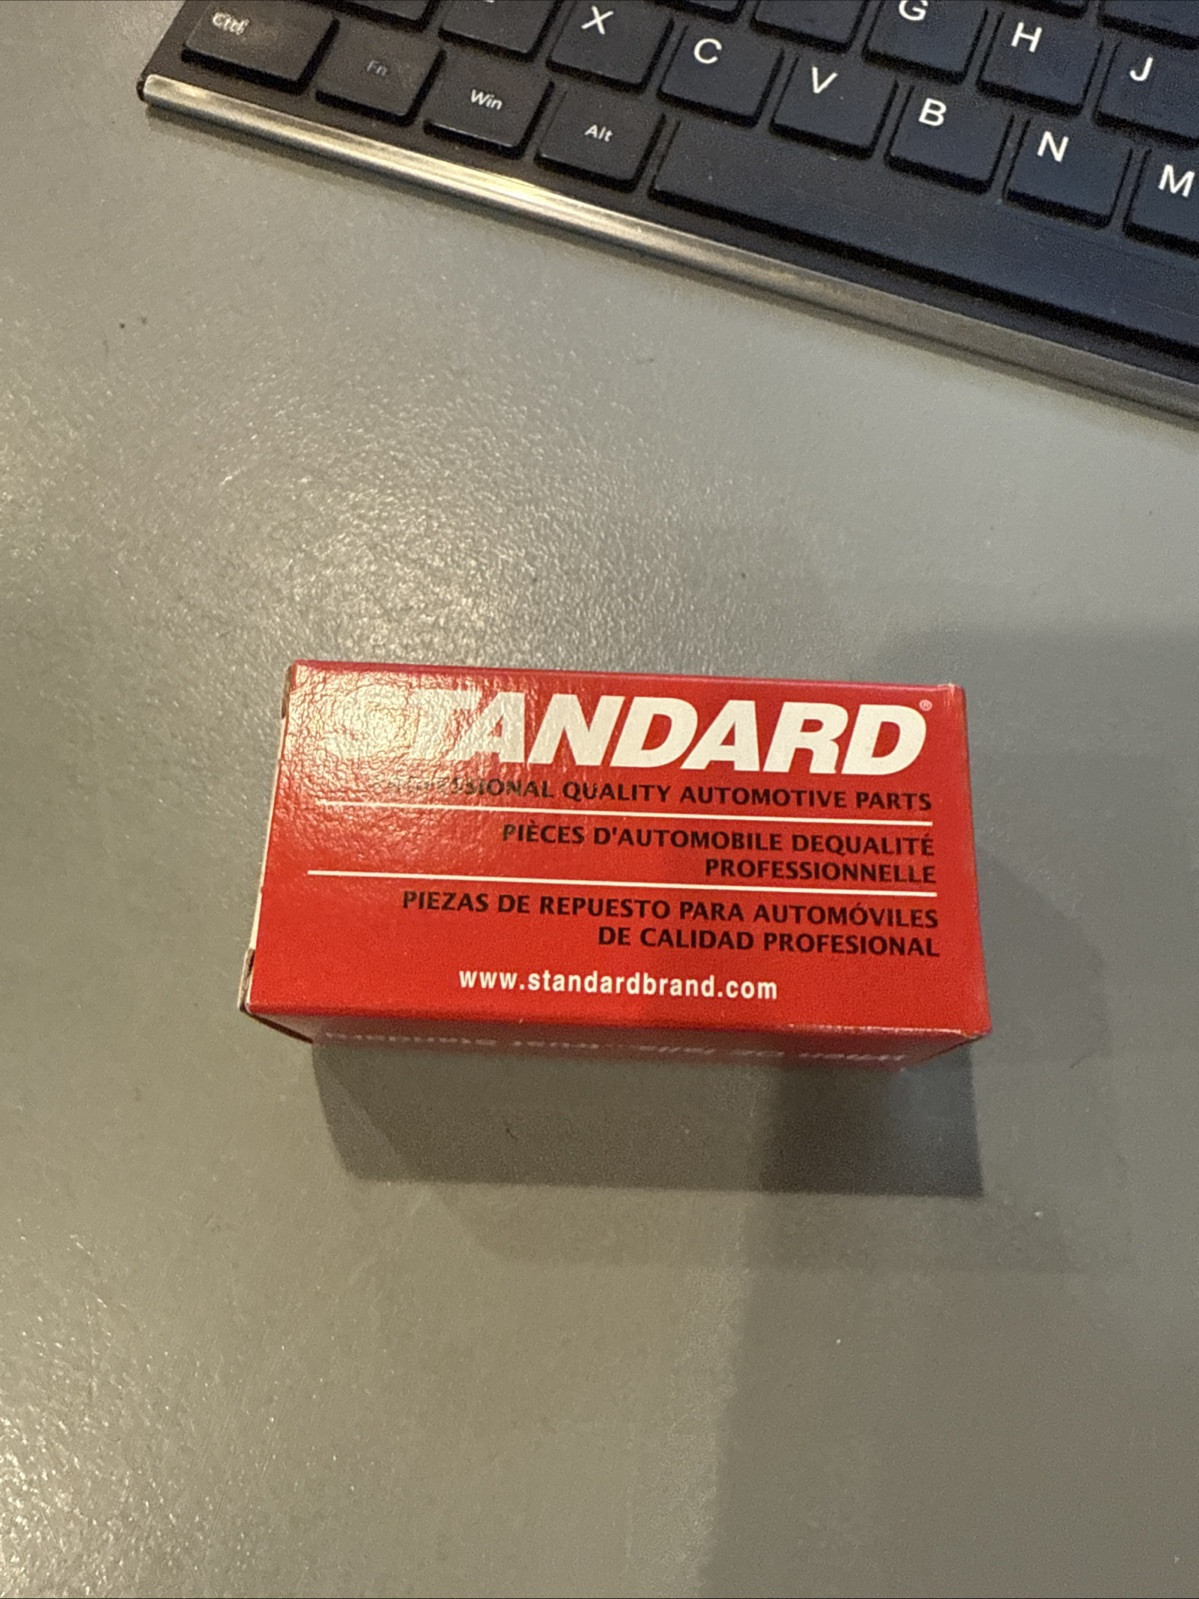 Ctrl
Fn
Win
Alt
X
C
V
B
N
M
G
H
J
STANDARD®
PROFESSIONAL QUALITY AUTOMOTIVE PARTS
PIÈCES D'AUTOMOBILE DEQUALITÉ
PROFESSIONNELLE
PIEZAS DE REPUESTO PARA AUTOMÓVILES
DE CALIDAD PROFESIONAL
www.standardbrand.com